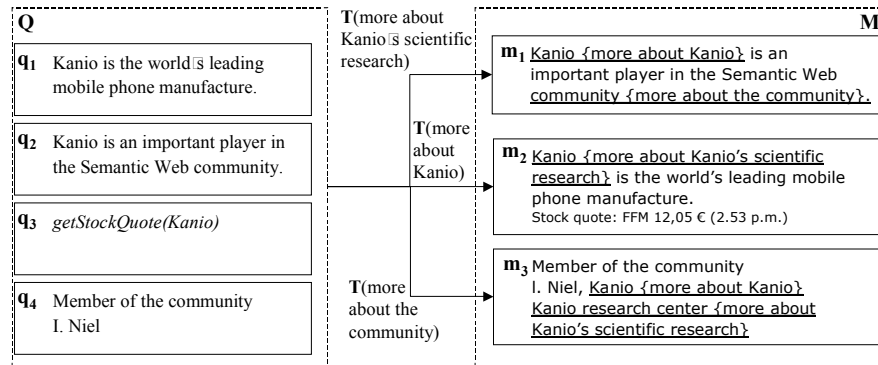 Q
q1 Kanio is the world s leading
mobile phone manufacture.
q2 Kanio is an important player in
the Semantic Web community.
q3 getStockQuote(Kanio)
q4 Member of the community
I. Niel
T(more about
Kanio s scientific
research)
T(more
about
Kanio)
T(more
about the
community)
M
m1 Kanio {more about Kanio} is an
important player in the Semantic Web
community {more about the community}.
m2 Kanio {more about Kanio's scientific
research} is the world's leading mobile
phone manufacture.
Stock quote: FFM 12,05 € (2.53 p.m.)
m3 Member of the community
I. Niel, Kanio {more about Kanio}
Kanio research center {more about
Kanio's scientific research}